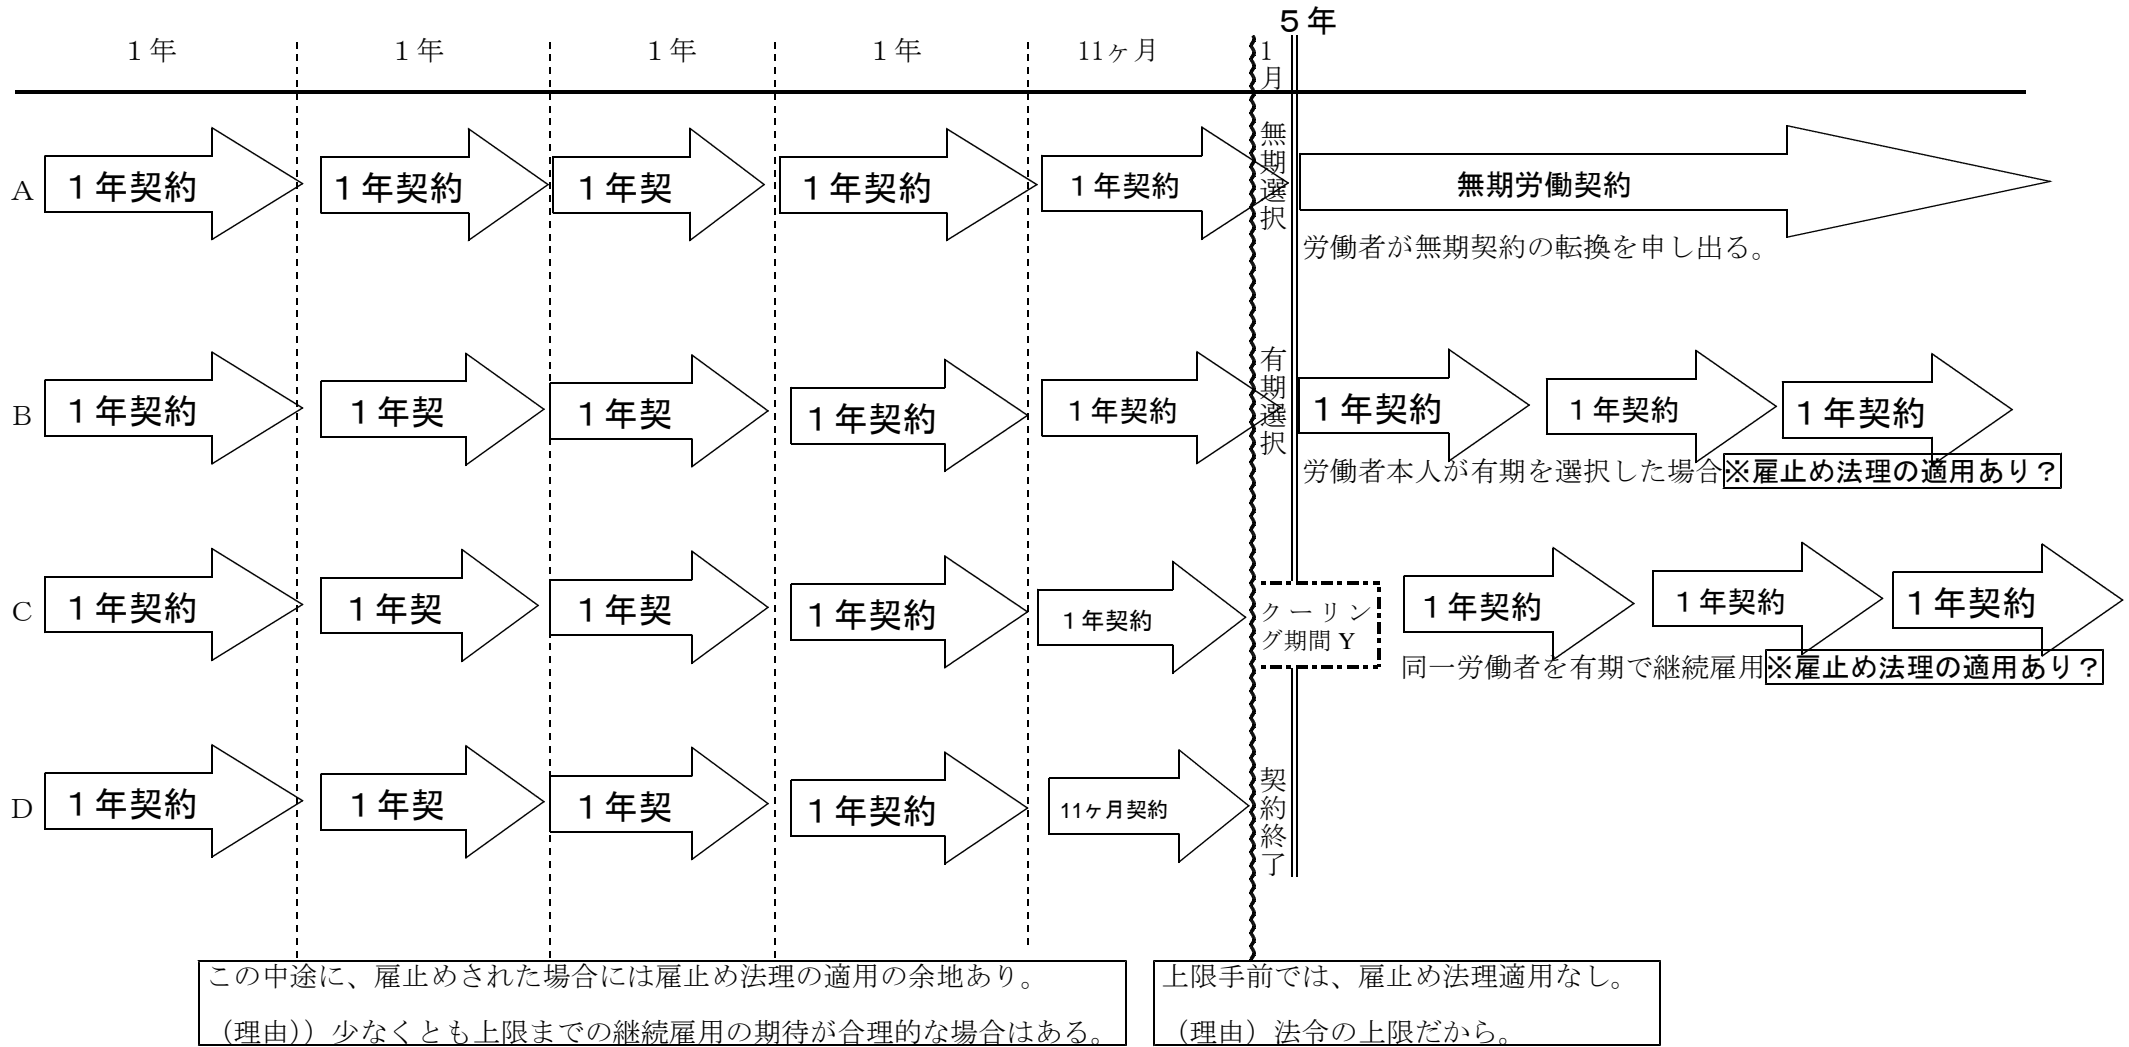 ５年
１年
１年
１年
１年
11ヶ月
1月
A
１年契約
１年契約
１年契
１年契約
１年契約
無期選択
無期労働契約
労働者が無期契約の転換を申し出る。
B
１年契約
１年契
１年契
１年契約
１年契約
有期選択
１年契約
１年契約
１年契約
労働者本人が有期を選択した場合※雇止め法理の適用あり？
C
１年契約
１年契
１年契
１年契約
１年契約
クーリン
グ期間 Y
１年契約
１年契約
１年契約
同一労働者を有期で継続雇用※雇止め法理の適用あり？
D
１年契約
１年契
１年契
１年契約
11ヶ月契約
契約終了
この中途に、雇止めされた場合には雇止め法理の適用の余地あり。
（理由））少なくとも上限までの継続雇用の期待が合理的な場合はある。
上限手前では、雇止め法理適用なし。
（理由）法令の上限だから。